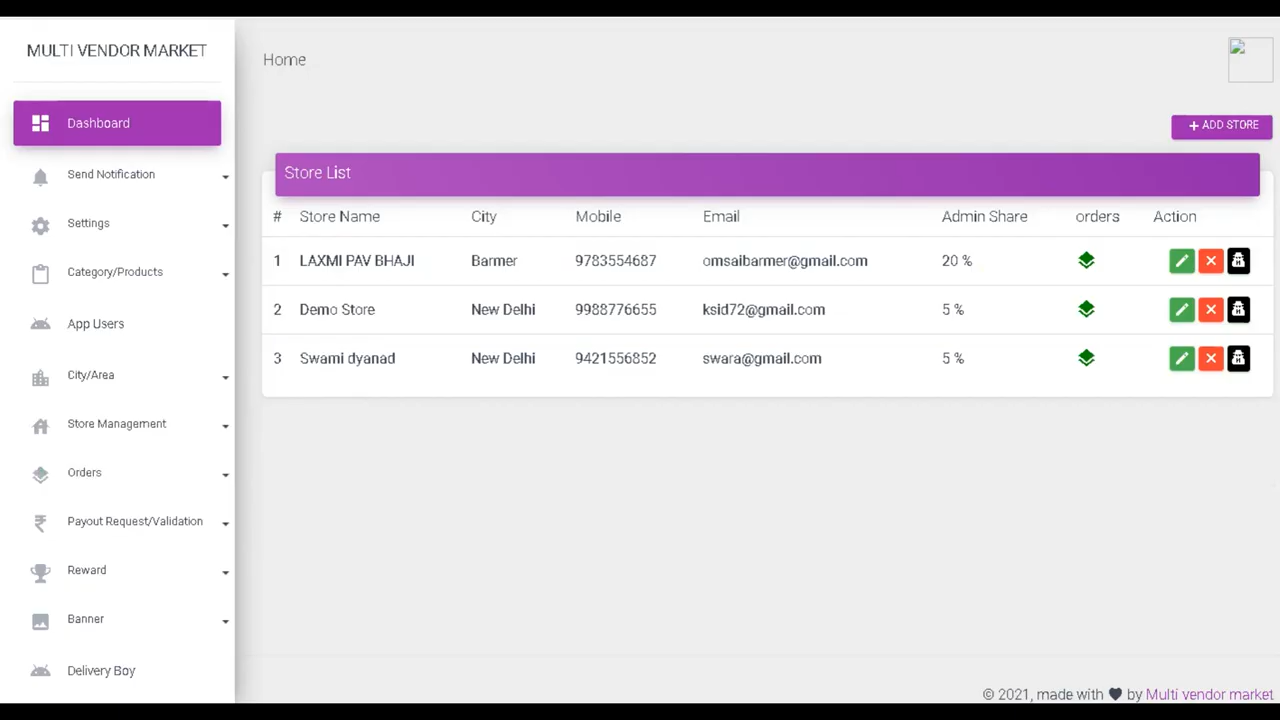 MULTI VENDOR MARKET
Home
Dashboard
+ ADD STORE
Send Notification
Store List
Settings
# Store Name City Mobile Email Admin Share orders Action
1 LAXMI PAV BHAJI Barmer 9783554687 omsaibarmer@gmail.com 20 %
Category/Products
2 Demo Store New Delhi 9988776655 ksid72@gmail.com 5 %
App Users
3 Swami dyanad New Delhi 9421556852 swara@gmail.com 5 %
City/Area
Store Management
Orders
Payout Request/Validation
Reward
Banner
Delivery Boy
© 2021, made with ♥ by Multi vendor market